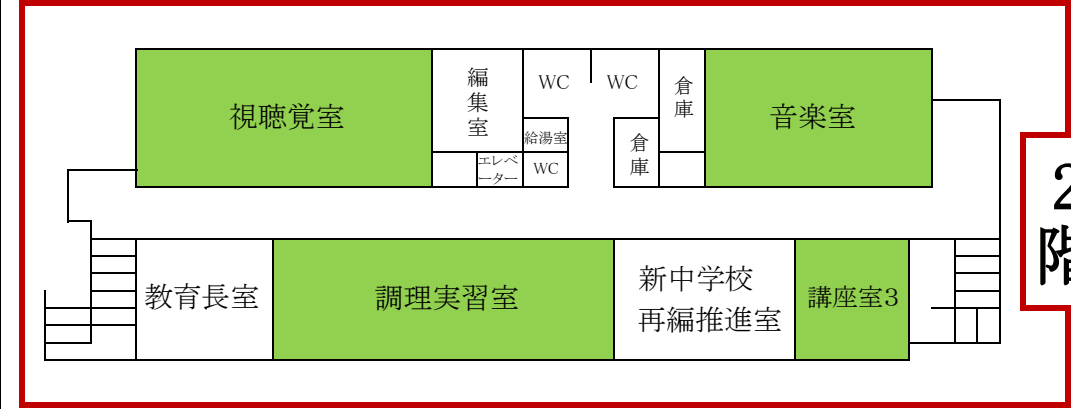 視聴覚室
編集室
WC
WC
倉庫
音楽室
給湯室
エレベ
ーター
WC
倉庫
2
階
教育長室
調理実習室
新中学校
再編推進室
講座室3